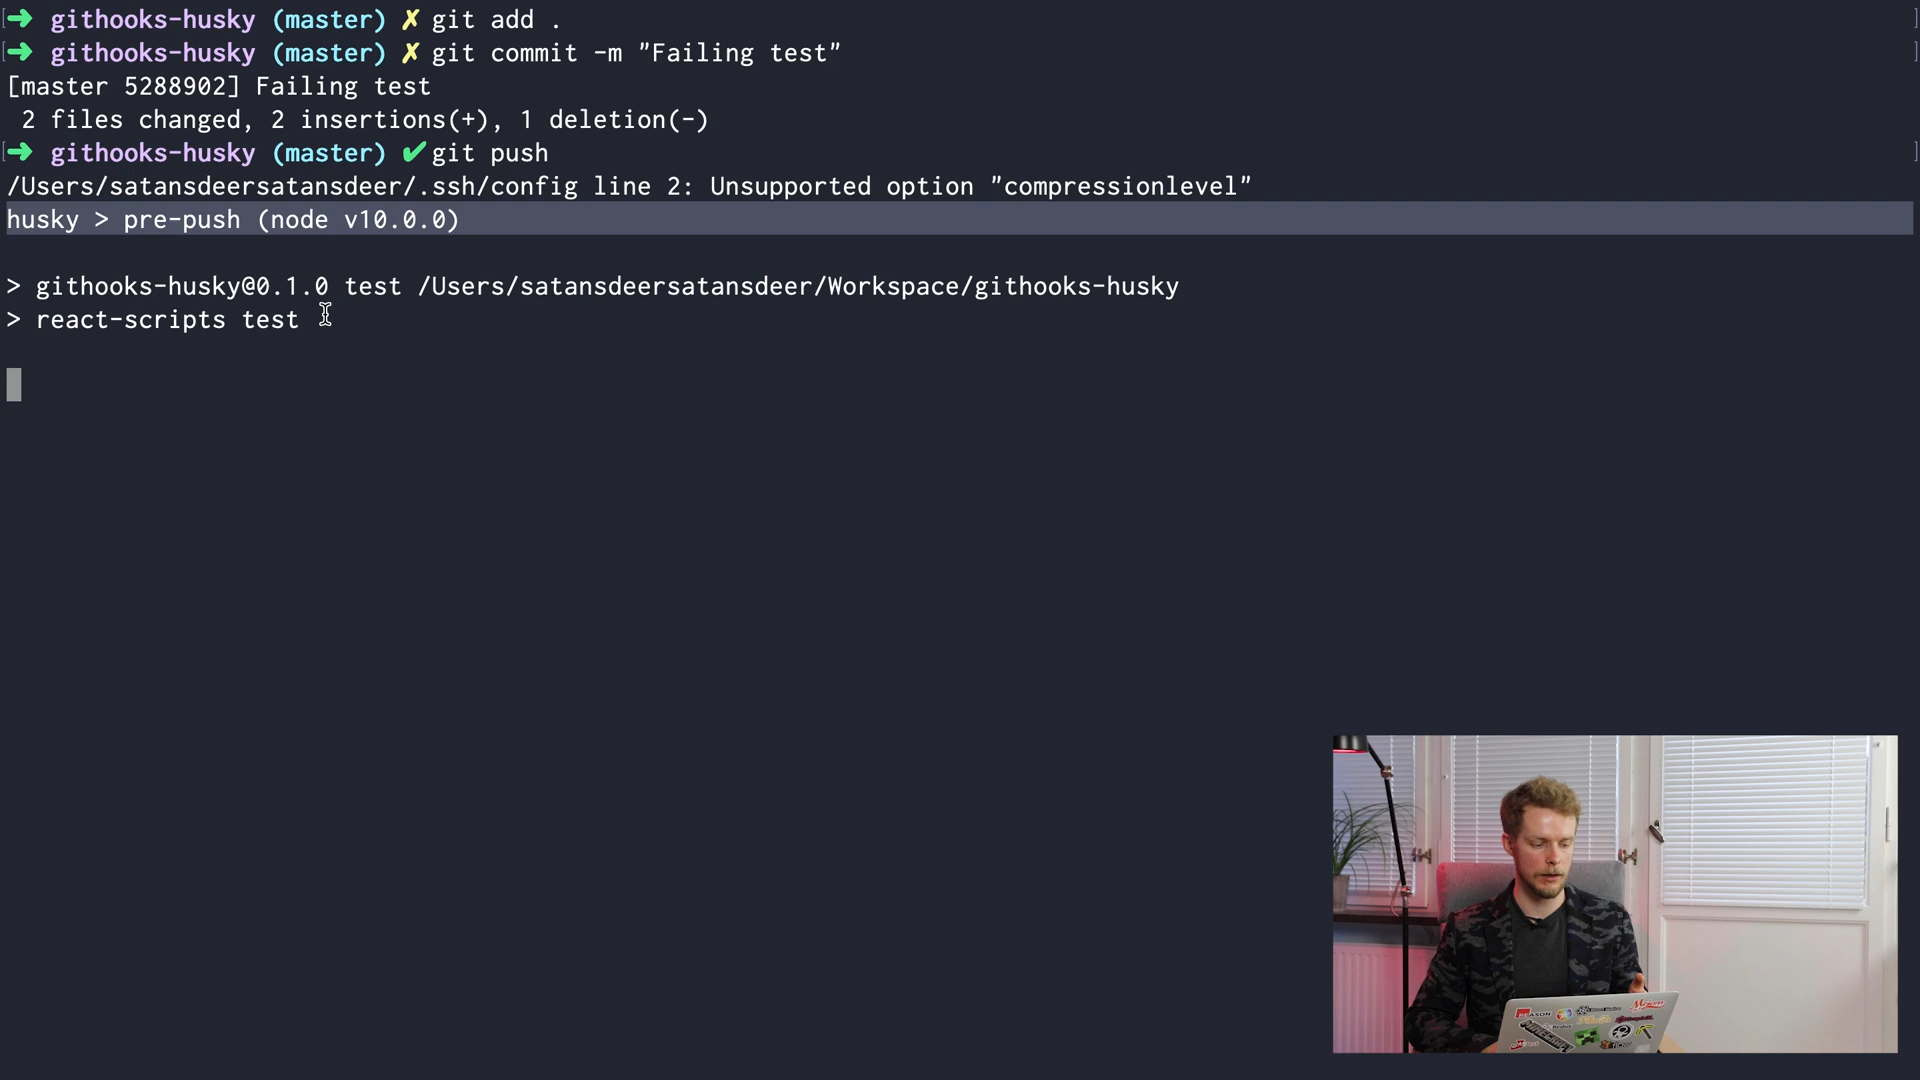 ➜ githooks-husky (master) ✗ git add .
➜ githooks-husky (master) ✗ git commit -m "Failing test"
[master 5288902] Failing test
2 files changed, 2 insertions(+), 1 deletion(-)
➜ githooks-husky (master) ✔ git push
/Users/satansdeersatansdeer/.ssh/config line 2: Unsupported option "compressionlevel"
husky > pre-push (node v10.0.0)
> githooks-husky@0.1.0 test /Users/satansdeersatansdeer/Workspace/githooks-husky
> react-scripts test